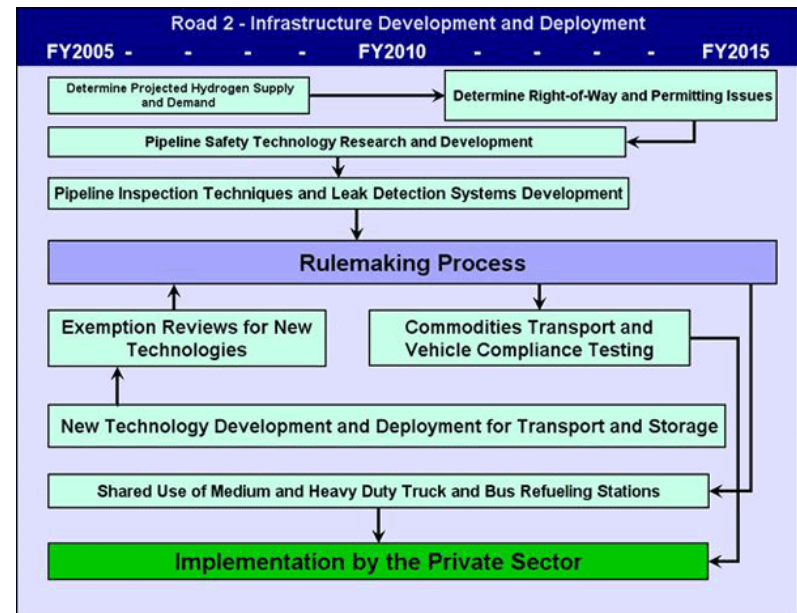 Road 2 - Infrastructure Development and Deployment
FY2005 - - - - FY2010 - - - - FY2015
Determine Projected Hydrogen Supply
and Demand
Determine Right-of-Way and Permitting Issues
Pipeline Safety Technology Research and Development
Pipeline Inspection Techniques and Leak Detection Systems Development
Rulemaking Process
Exemption Reviews for New
Technologies
Commodities Transport and
Vehicle Compliance Testing
New Technology Development and Deployment for Transport and Storage
Shared Use of Medium and Heavy Duty Truck and Bus Refueling Stations
Implementation by the Private Sector